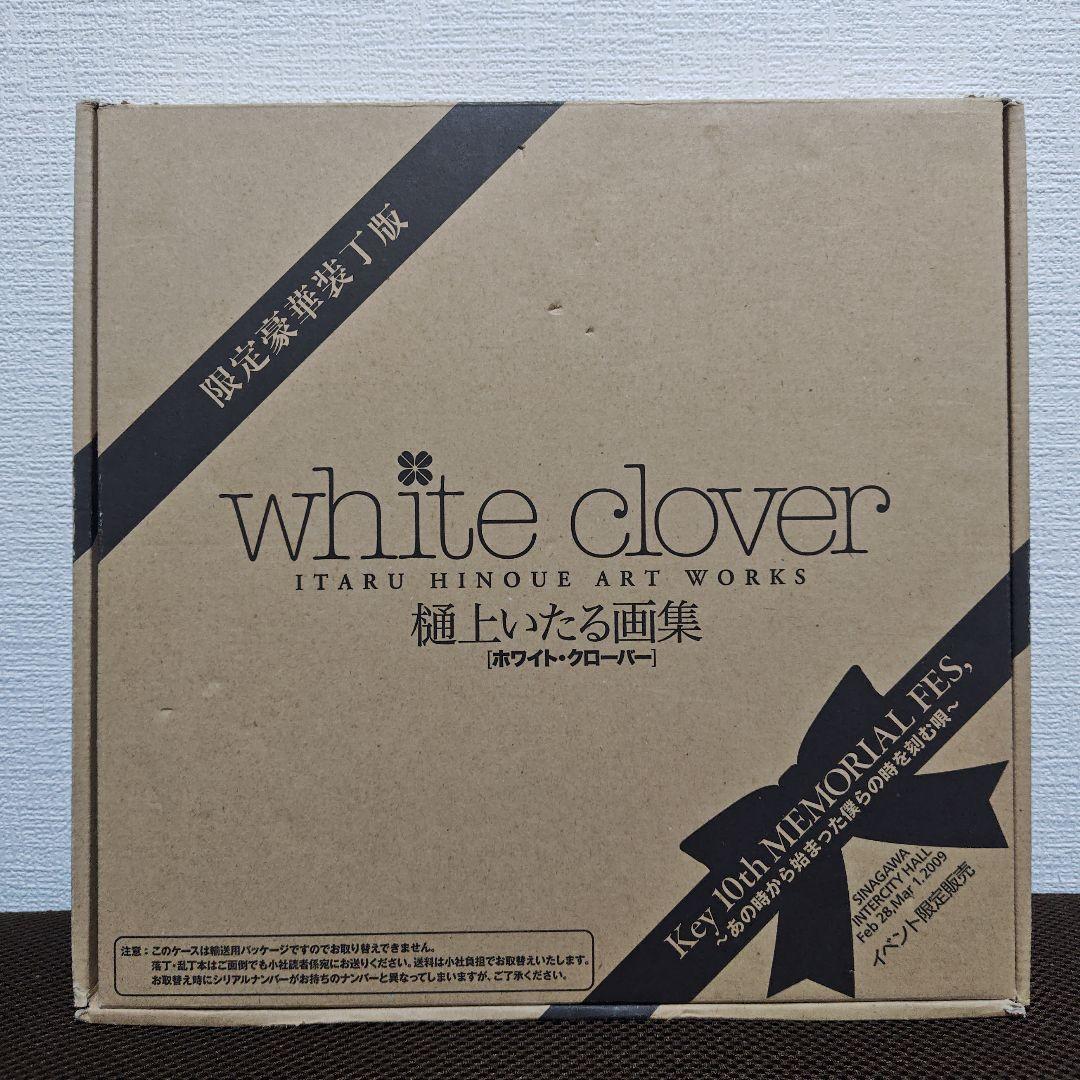 限定豪華装丁版
white clover
ITARU HINOUE ART WORKS
樋上いたる画集
[ホワイト・クローバー]
Key 10th MEMORIAL FES,
～あの時から始まった僕らの時を刻む唄～
SINAGAWA
INTERCITY HALL
Feb 28,Mar 1.2009
イベント限定販売
注意：このケースは輸送用パッケージですのでお取り替えできません。
落丁・乱丁本はご面倒でも小社読者係宛にお送りください。送料は小社負担でお取替えいたします。
お取替え時にシリアルナンバーがお持ちのナンバーと異なってしまいますが、ご了承ください。